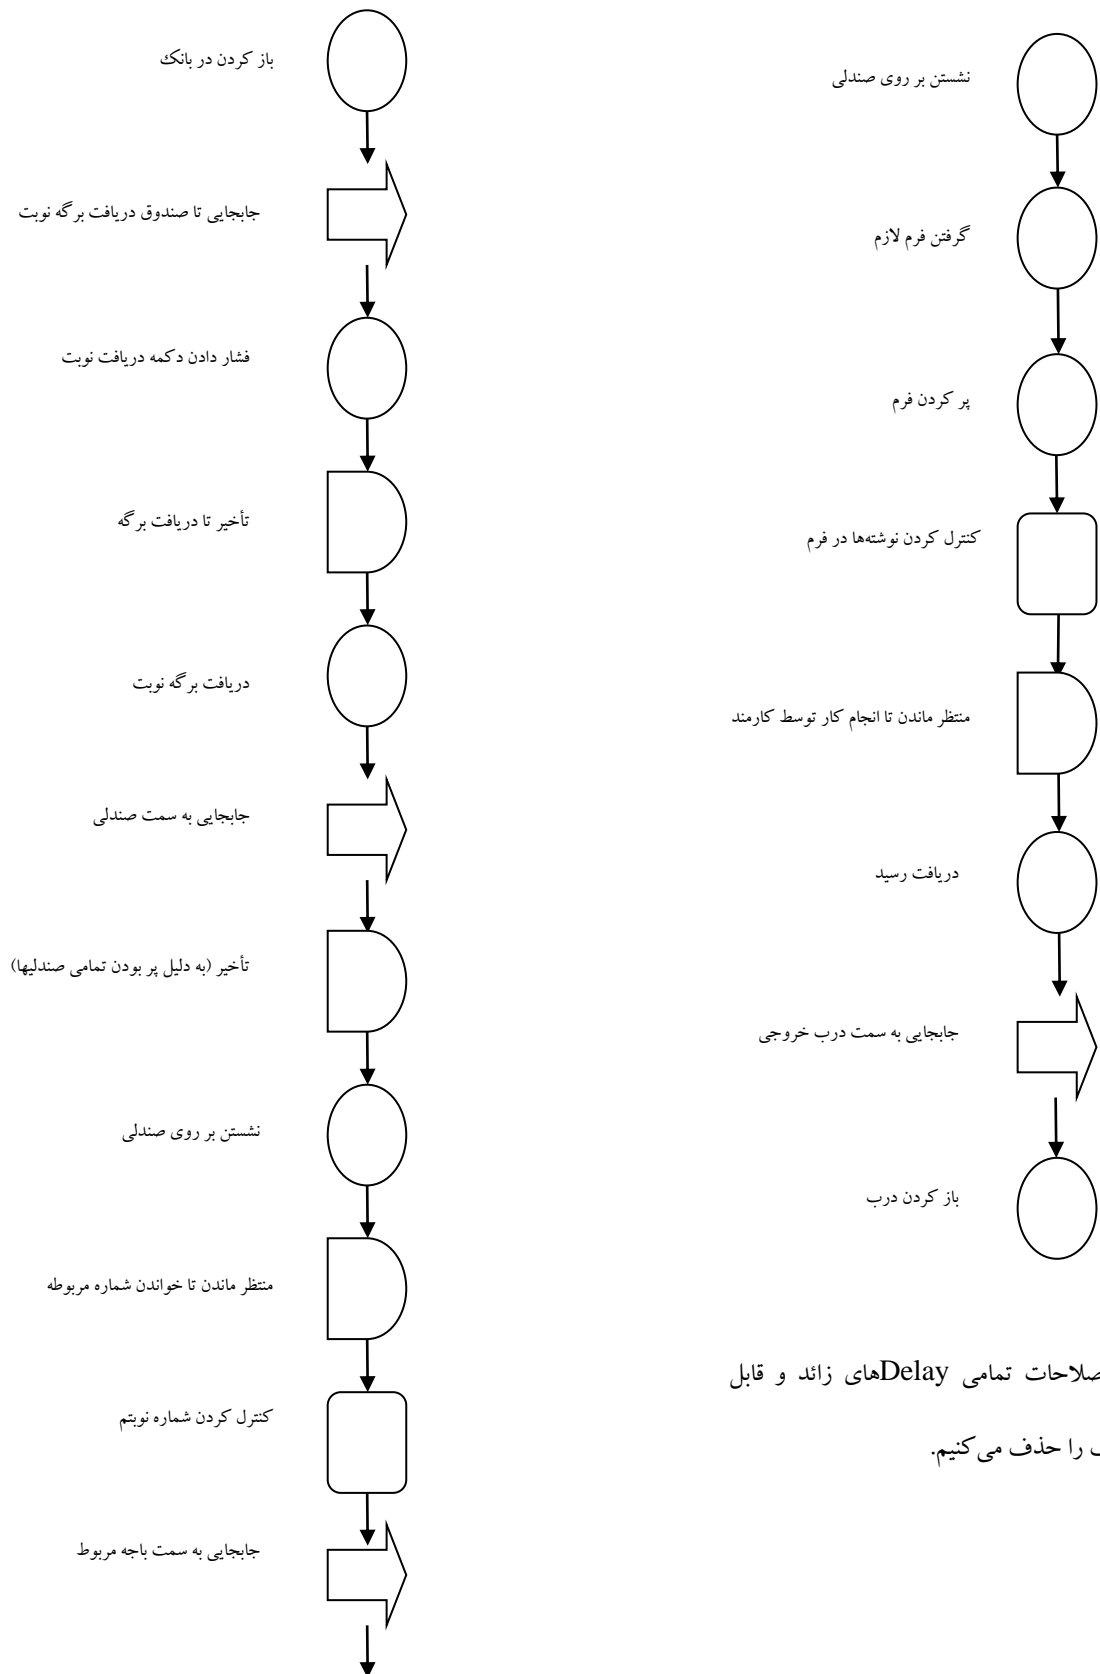 باز کردن در بانک
جابجایی تا صندوق دریافت برگه نوبت
فشار دادن دکمه دریافت نوبت
تأخیر تا دریافت برگه
دریافت برگه نوبت
جابجایی به سمت صندلی
تأخیر (به دلیل پر بودن تمامی صندلیها)
نشستن بر روی صندلی
منتظر ماندن تا خواندن شماره مربوطه
کنترل کردن شماره نوبتم
جابجایی به سمت باجه مربوط
نشستن بر روی صندلی
گرفتن فرم لازم
پر کردن فرم
کنترل کردن نوشته‌ها در فرم
منتظر ماندن تا انجام کار توسط کارمند
دریافت رسید
جابجایی به سمت درب خروجی
باز کردن درب
تمامی Delayهای زائد و قابل
را حذف می‌کنیم.